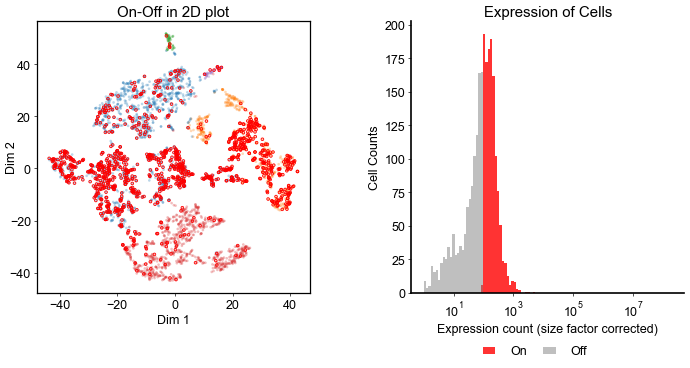 On-Off in 2D plot
Dim 2
40
20
0
−20
−40
−40 −20 0 20 40
Dim 1
Expression of Cells
Cell Counts
200
175
150
125
100
75
50
25
0
10^1 10^3 10^5 10^7
Expression count (size factor corrected)
On Off